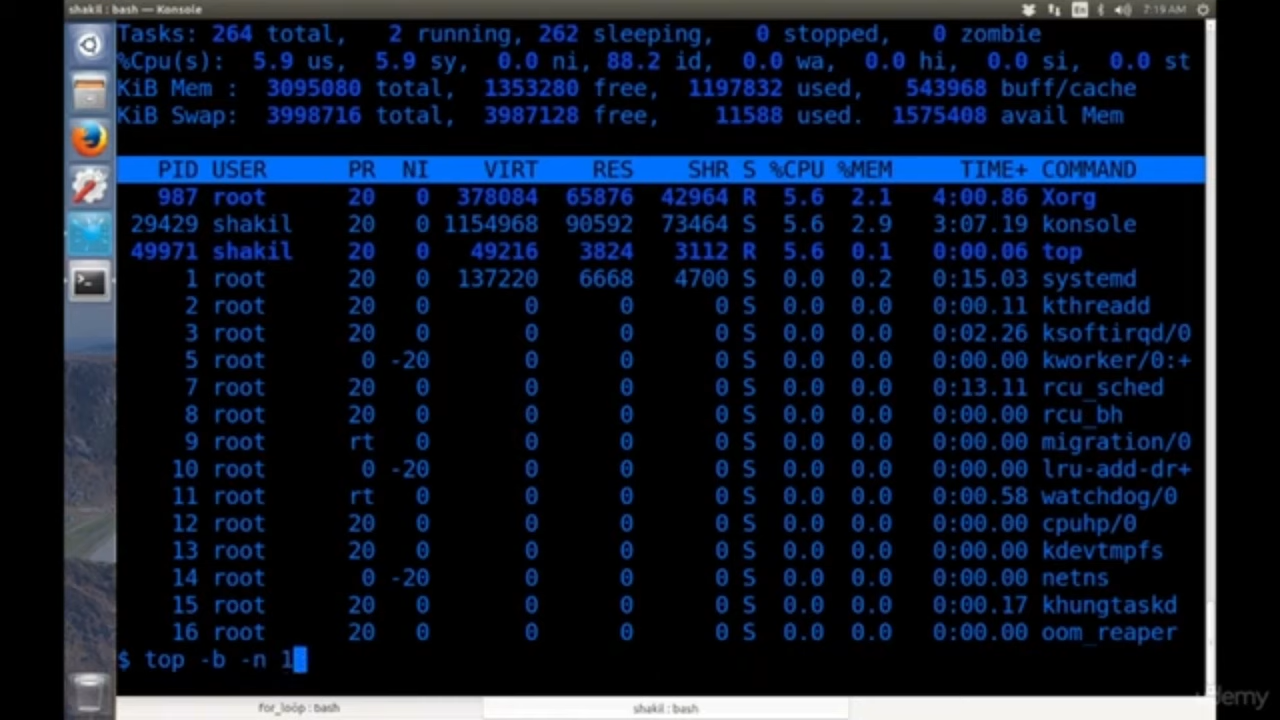 shakil : bash — Konsole
En
7:19 AM
Tasks: 264 total,   2 running, 262 sleeping,   0 stopped,   0 zombie
%Cpu(s):  5.9 us,  5.9 sy,  0.0 ni, 88.2 id,  0.0 wa,  0.0 hi,  0.0 si,  0.0 st
KiB Mem :  3095080 total,  1353280 free,  1197832 used,   543968 buff/cache
KiB Swap:  3998716 total,  3987128 free,    11588 used.  1575408 avail Mem
PID USER      PR  NI    VIRT    RES    SHR S %CPU %MEM     TIME+ COMMAND
987 root      20   0  378084  65876  42964 R  5.6  2.1   4:00.86 Xorg
29429 shakil    20   0 1154968  90592  73464 S  5.6  2.9   3:07.19 konsole
49971 shakil    20   0   49216   3824   3112 R  5.6  0.1   0:00.06 top
1 root      20   0  137220   6668   4700 S  0.0  0.2   0:15.03 systemd
2 root      20   0       0      0      0 S  0.0  0.0   0:00.11 kthreadd
3 root      20   0       0      0      0 S  0.0  0.0   0:02.26 ksoftirqd/0
5 root       0 -20       0      0      0 S  0.0  0.0   0:00.00 kworker/0:+
7 root      20   0       0      0      0 S  0.0  0.0   0:13.11 rcu_sched
8 root      20   0       0      0      0 S  0.0  0.0   0:00.00 rcu_bh
9 root      rt   0       0      0      0 S  0.0  0.0   0:00.00 migration/0
10 root       0 -20       0      0      0 S  0.0  0.0   0:00.00 lru-add-dr+
11 root      rt   0       0      0      0 S  0.0  0.0   0:00.58 watchdog/0
12 root      20   0       0      0      0 S  0.0  0.0   0:00.00 cpuhp/0
13 root      20   0       0      0      0 S  0.0  0.0   0:00.00 kdevtmpfs
14 root       0 -20       0      0      0 S  0.0  0.0   0:00.00 netns
15 root      20   0       0      0      0 S  0.0  0.0   0:00.17 khungtaskd
16 root      20   0       0      0      0 S  0.0  0.0   0:00.00 oom_reaper
$ top -b -n 1
for_loop : bash
shakil : bash
udemy